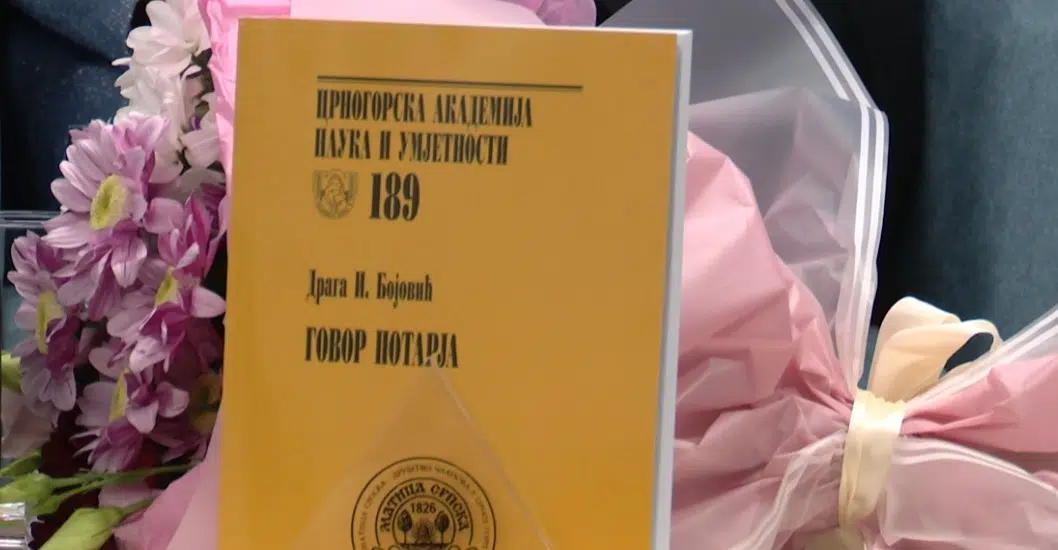 ЦРНОГОРСКА АКАДЕМИЈА
НАУКА И УМЈЕТНОСТИ
189
Драга И. Бојовић
ГОВОР ПОТАРЈА
МАТИЦА СРПСКА
1826